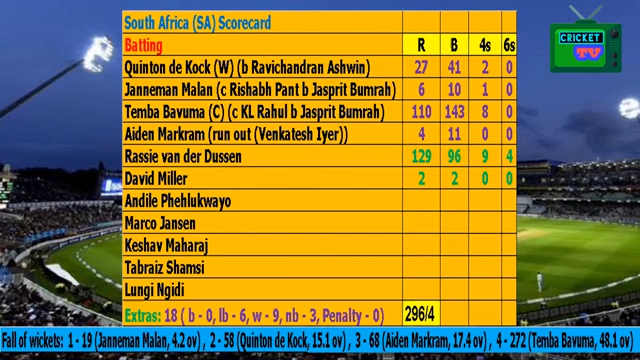 South Africa (SA) Scorecard
CRICKET
TV
Batting R B 4s 6s
Quinton de Kock (W) (b Ravichandran Ashwin) 27 41 2 0
Janneman Malan (c Rishabh Pant b Jasprit Bumrah) 6 10 1 0
Temba Bavuma (C) (c KL Rahul b Jasprit Bumrah) 110 143 8 0
Aiden Markram (run out (Venkatesh Iyer)) 4 11 0 0
Rassie van der Dussen 129 96 9 4
David Miller 2 2 0 0
Andile Phehlukwayo
Marco Jansen
Keshav Maharaj
Tabraiz Shamsi
Lungi Ngidi
Extras: 18 ( b - 0, lb - 6, w - 9, nb - 3, Penalty - 0) 296/4
Fall of wickets: 1 - 19 (Janneman Malan, 4.2 ov) , 2 - 58 (Quinton de Kock, 15.1 ov) , 3 - 68 (Aiden Markram, 17.4 ov) , 4 - 272 (Temba Bavuma, 48.1 ov)